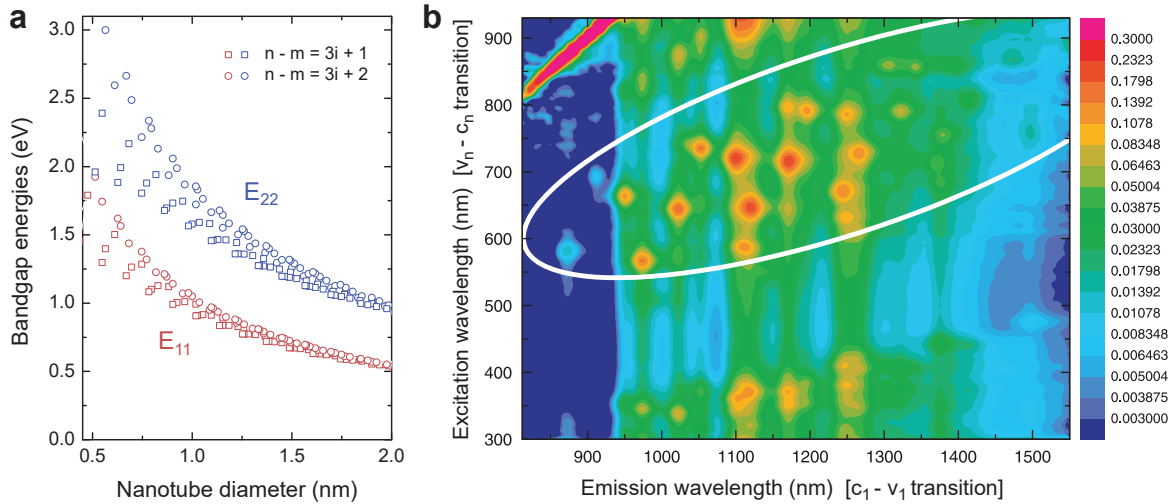 a
Bandgap energies (eV)
3.0
2.5
2.0
1.5
1.0
0.5
0.0
n - m = 3i + 1
n - m = 3i + 2
E22
E11
0.5 1.0 1.5 2.0
Nanotube diameter (nm)
b
Excitation wavelength (nm) [vn - cn transition]
900
800
700
600
500
400
300
900 1000 1100 1200 1300 1400 1500
Emission wavelength (nm) [c1 - v1 transition]
0.3000
0.2323
0.1798
0.1392
0.1078
0.08348
0.06463
0.05004
0.03875
0.03000
0.02323
0.01798
0.01392
0.01078
0.008348
0.006463
0.005004
0.003875
0.003000